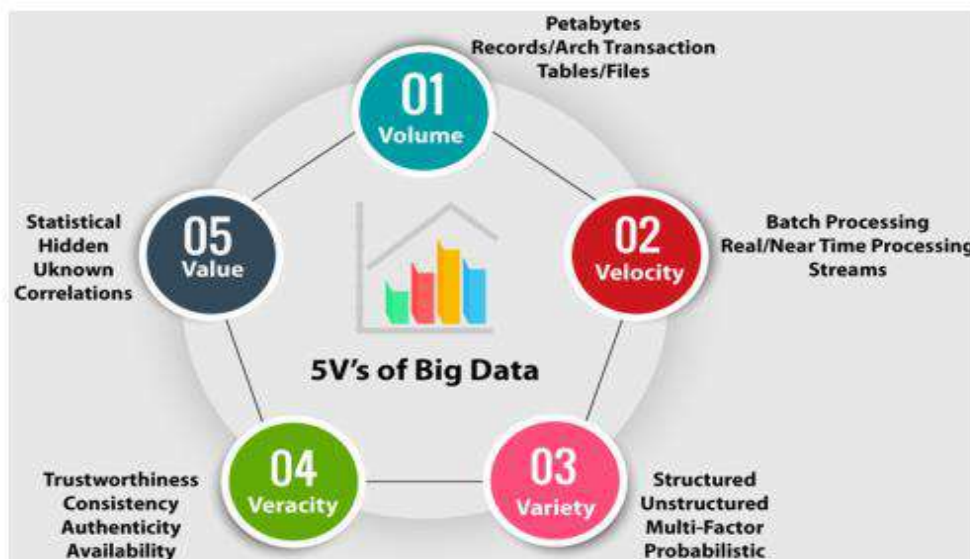 Petabytes
Records/Arch Transaction
Tables/Files
01
Volume
02
Velocity
Batch Processing
Real/Near Time Processing
Streams
03
Variety
Structured
Unstructured
Multi-Factor
Probabilistic
04
Veracity
Trustworthiness
Consistency
Authenticity
Availability
05
Value
Statistical
Hidden
Uknown
Correlations
5V's of Big Data